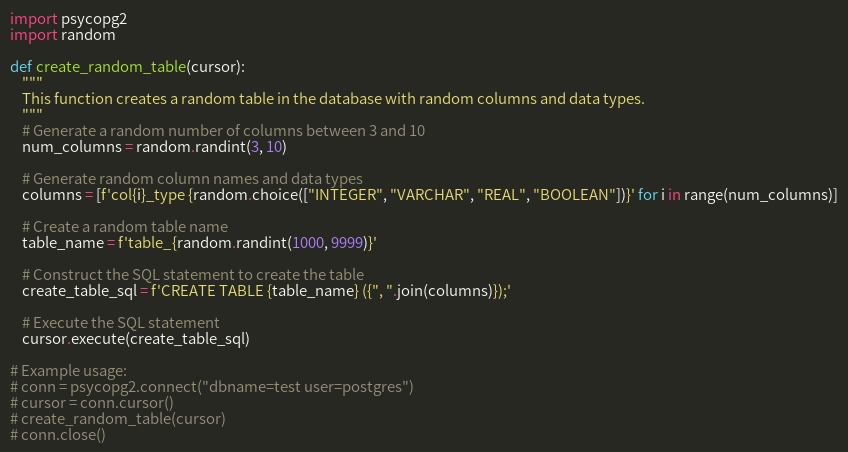 import psycopg2
import random

def create_random_table(cursor):
    """
    This function creates a random table in the database with random columns and data types.
    """
    # Generate a random number of columns between 3 and 10
    num_columns = random.randint(3, 10)

    # Generate random column names and data types
    columns = [f'col{i}_type {random.choice(["INTEGER", "VARCHAR", "REAL", "BOOLEAN"])}' for i in range(num_columns)]

    # Create a random table name
    table_name = f'table_{random.randint(1000, 9999)}'

    # Construct the SQL statement to create the table
    create_table_sql = f'CREATE TABLE {table_name} ({", ".join(columns)});'

    # Execute the SQL statement
    cursor.execute(create_table_sql)

# Example usage:
# conn = psycopg2.connect("dbname=test user=postgres")
# cursor = conn.cursor()
# create_random_table(cursor)
# conn.close()